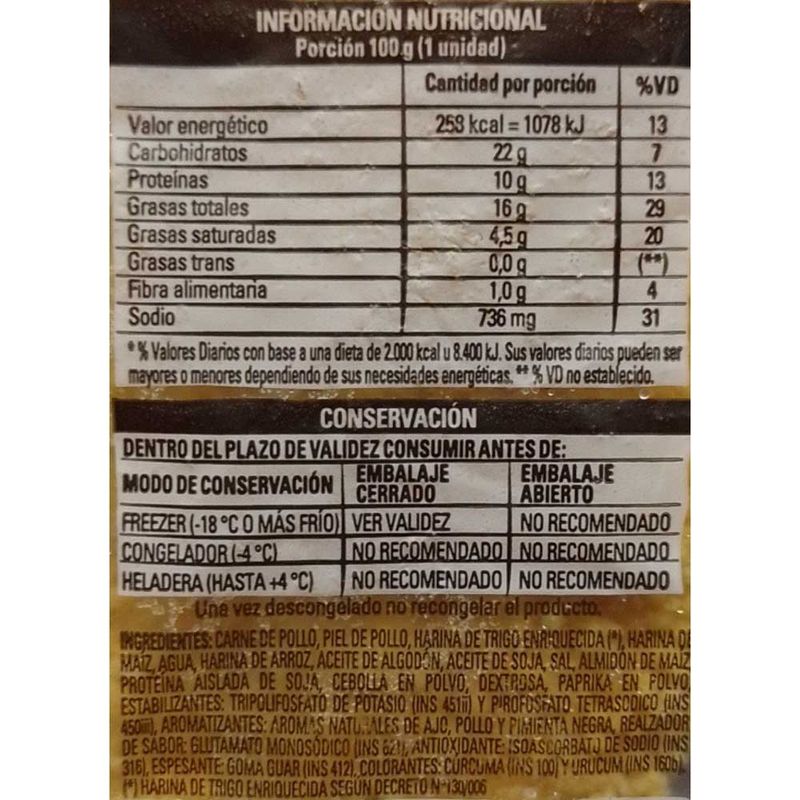 INFORMACIÓN NUTRICIONAL
Porción 100 g (1 unidad)
Cantidad por porción %VD
Valor energético 258 kcal = 1078 kJ 13
Carbohidratos 22 g 7
Proteínas 10 g 13
Grasas totales 16 g 29
Grasas saturadas 4,5 g 20
Grasas trans 0,0 g (**)
Fibra alimentaria 1,0 g 4
Sodio 736 mg 31
* % Valores Diarios con base a una dieta de 2.000 kcal u 8.400 kJ. Sus valores diarios pueden ser
mayores o menores dependiendo de sus necesidades energéticas. ** % VD no establecido.
CONSERVACIÓN
DENTRO DEL PLAZO DE VALIDEZ CONSUMIR ANTES DE:
MODO DE CONSERVACIÓN EMBALAJE CERRADO EMBALAJE ABIERTO
FREEZER (-18 °C O MÁS FRÍO) VER VALIDEZ NO RECOMENDADO
CONGELADOR (-4 °C) NO RECOMENDADO NO RECOMENDADO
HELADERA (HASTA +4 °C) NO RECOMENDADO NO RECOMENDADO
Una vez descongelado no recongelar el producto.
INGREDIENTES: CARNE DE POLLO, PIEL DE POLLO, HARINA DE TRIGO ENRIQUECIDA (*), HARINA DE
MAÍZ, AGUA, HARINA DE ARROZ, ACEITE DE ALGODÓN, ACEITE DE SOJA, SAL, ALMIDÓN DE MAÍZ
PROTEÍNA AISLADA DE SOJA, CEBOLLA EN POLVO, DEXTROSA, PAPRIKA EN POLVO,
ESTABILIZANTES: TRIPOLIFOSFATO DE POTASIO (INS 451ii) Y PIROFOSFATO TETRASODICO (INS
450iii), AROMATIZANTES: AROMAS NATURALES DE AJO, POLLO Y PIMIENTA NEGRA, REALZADOR
DE SABOR: GLUTAMATO MONOSÓDICO (INS 621), ANTIOXIDANTE: ISOASCORBATO DE SODIO (INS
316), ESPESANTE: GOMA GUAR (INS 412), COLORANTES: CÚRCUMA (INS 100) Y URUCUM (INS 160b).
(*) HARINA DE TRIGO ENRIQUECIDA SEGÚN DECRETO N°130/006